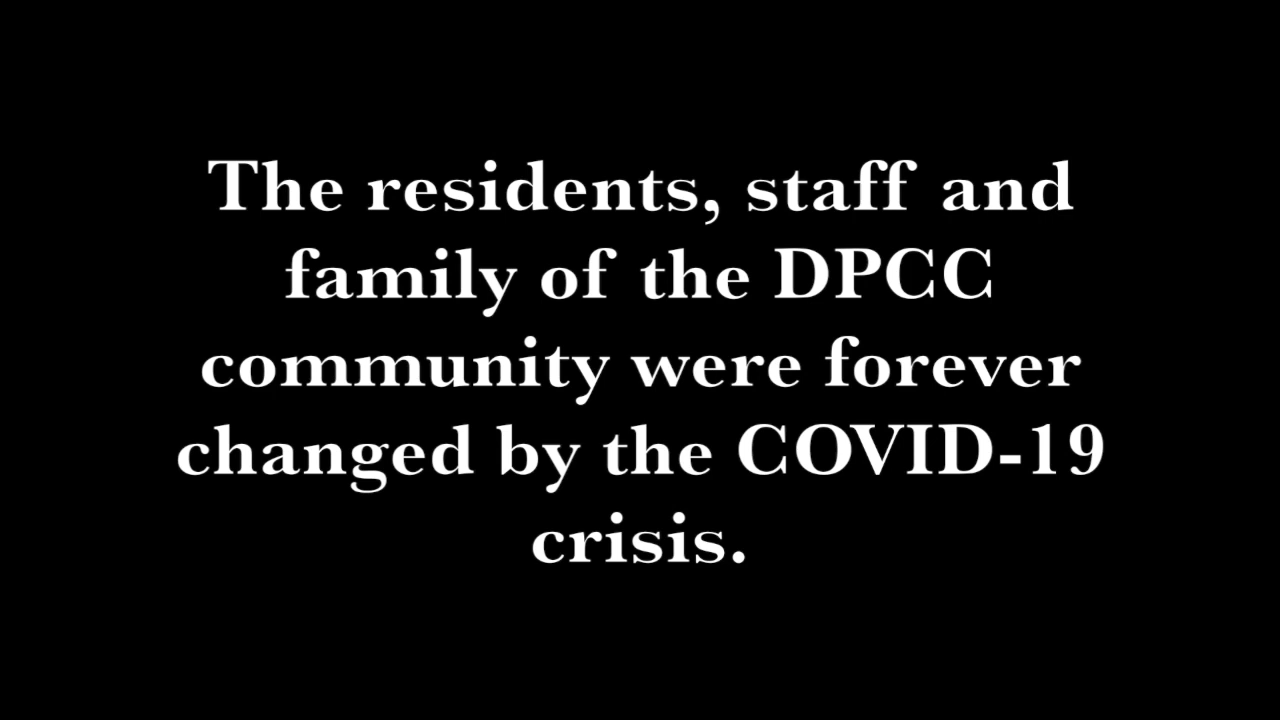 The residents, staff and
family of the DPCC
community were forever
changed by the COVID-19
crisis.